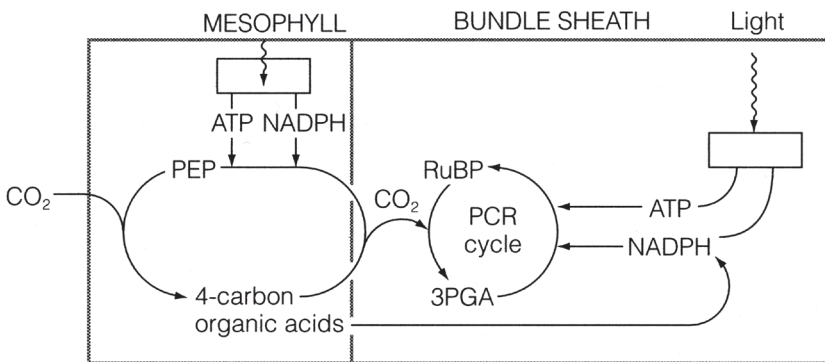 MESOPHYLL
BUNDLE SHEATH
Light
ATP NADPH
PEP
RuBP
CO₂
CO₂
ATP
PCR
cycle
NADPH
4-carbon
organic acids
3PGA